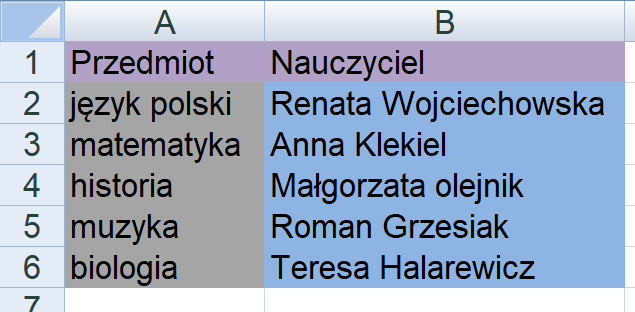 A B
1 Przedmiot Nauczyciel
2 język polski Renata Wojciechowska
3 matematyka Anna Klekiel
4 historia Małgorzata olejnik
5 muzyka Roman Grzesiak
6 biologia Teresa Halarewicz
7